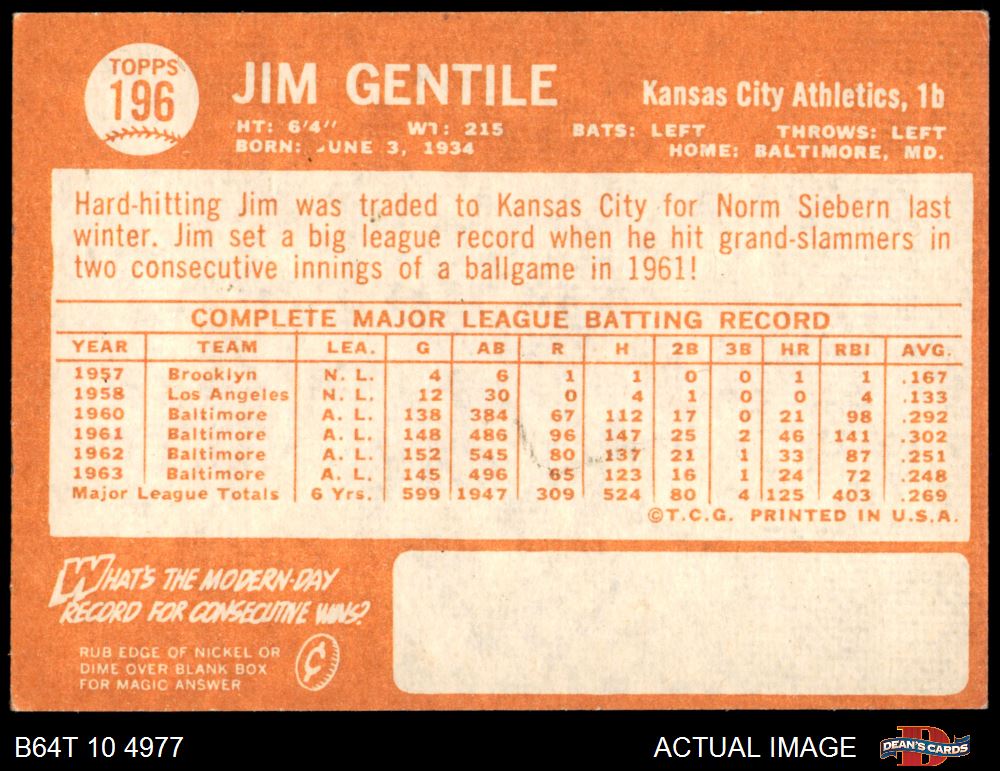 TOPPS
196
JIM GENTILE
Kansas City Athletics, 1b
HT: 6'4" WT: 215 BATS: LEFT THROWS: LEFT
BORN: JUNE 3, 1934 HOME: BALTIMORE, MD.
Hard-hitting Jim was traded to Kansas City for Norm Siebern last
winter. Jim set a big league record when he hit grand-slammers in
two consecutive innings of a ballgame in 1961!
COMPLETE MAJOR LEAGUE BATTING RECORD
YEAR TEAM LEA. G AB R H 2B 3B HR RBI AVG.
1957 Brooklyn N. L. 4 6 1 1 0 0 1 1 .167
1958 Los Angeles N. L. 12 30 0 4 1 0 0 4 .133
1960 Baltimore A. L. 138 384 67 112 17 0 21 98 .292
1961 Baltimore A. L. 148 486 96 147 25 2 46 141 .302
1962 Baltimore A. L. 152 545 80 137 21 1 33 87 .251
1963 Baltimore A. L. 145 496 65 123 16 1 24 72 .248
Major League Totals 6 Yrs. 599 1947 309 524 80 4 125 403 .269
©T.C.G. PRINTED IN U.S.A.
WHAT'S THE MODERN-DAY
RECORD FOR CONSECUTIVE WINS?
RUB EDGE OF NICKEL OR
DIME OVER BLANK BOX
FOR MAGIC ANSWER
¢
B64T 10 4977
ACTUAL IMAGE
DEAN'S CARDS